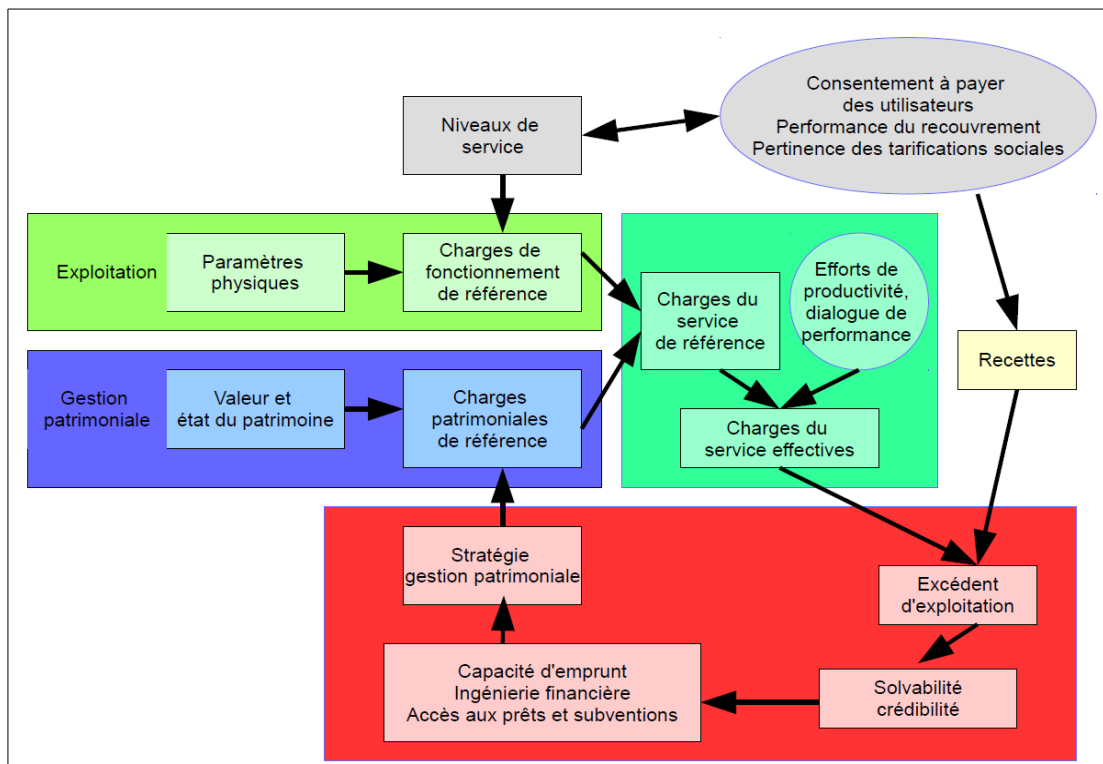 Consentement à payer
des utilisateurs
Performance du recouvrement
Pertinence des tarifications sociales
Niveaux de
service
Exploitation
Paramètres
physiques
Charges de
fonctionnement
de référence
Charges du
service
de référence
Efforts de
productivité,
dialogue de
performance
Recettes
Gestion
patrimoniale
Valeur et
état du patrimoine
Charges
patrimoniales
de référence
Charges du
service effectives
Stratégie
gestion patrimoniale
Excédent
d'exploitation
Capacité d'emprunt
Ingénierie financière
Accès aux prêts et subventions
Solvabilité
crédibilité